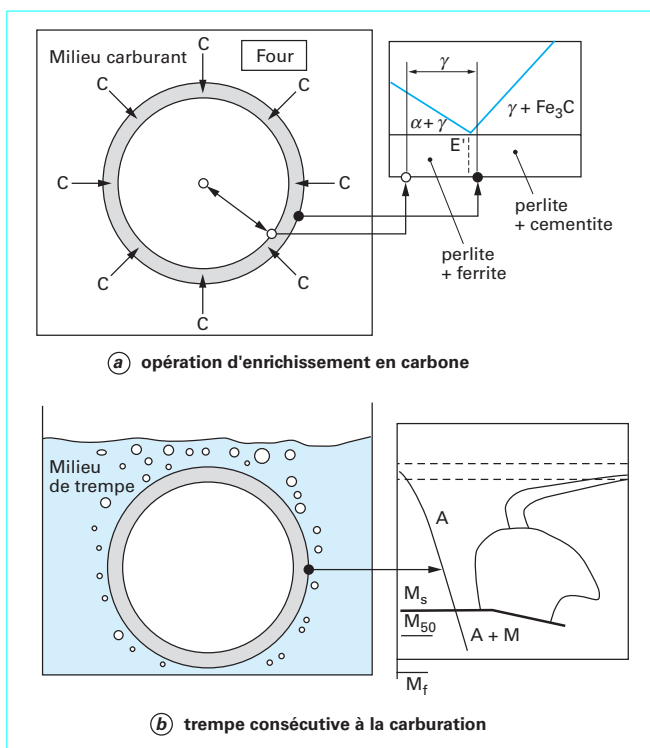 Milieu carburant
Four
C
C
C
C
C
C
C
C
γ
α + γ
γ + Fe₃C
E'
perlite
+ cementite
perlite
+ ferrite
a opération d'enrichissement en carbone
Milieu
de trempe
A
Mₛ
M₅₀
A + M
M_f
b trempe consécutive à la carburation